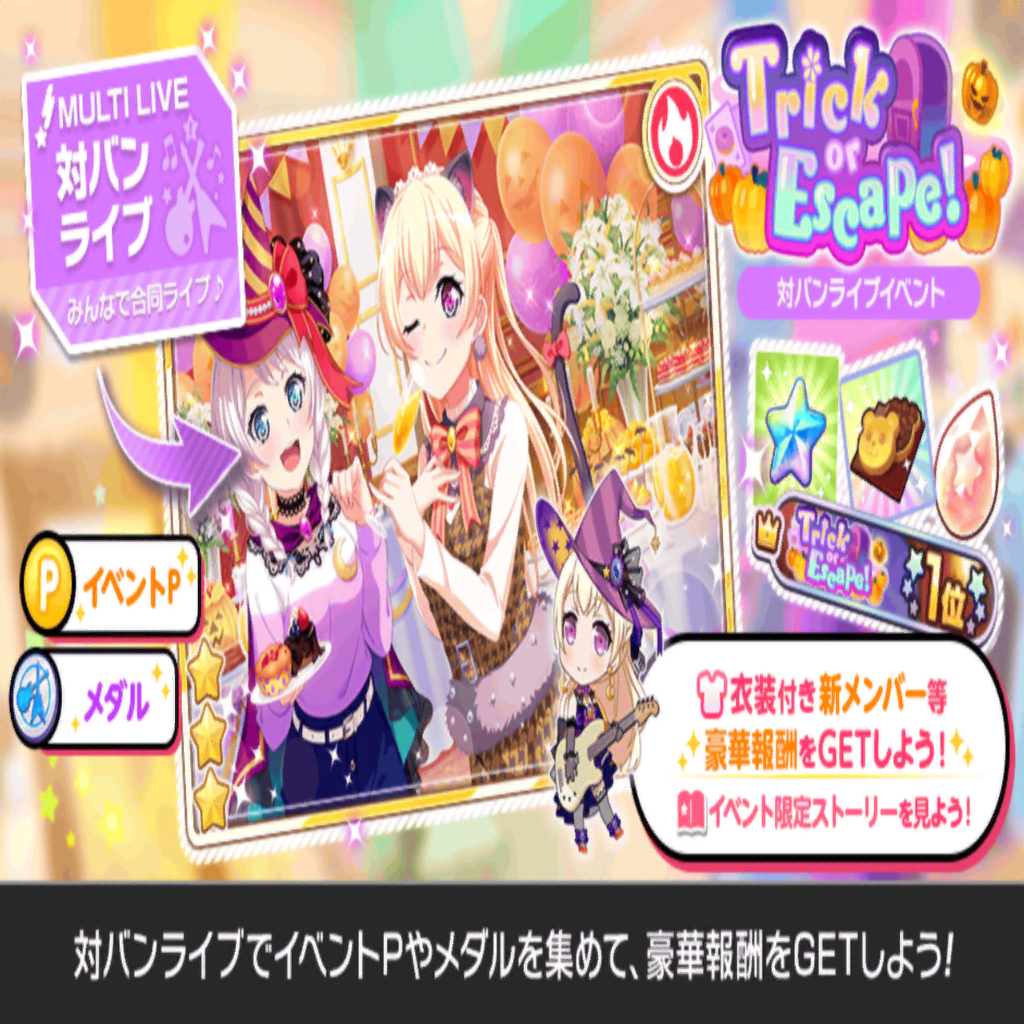 MULTI LIVE
対バン
ライブ
みんなで合同ライブ♪
Trick
or
Escape!
対バンライブイベント
P イベントP
メダル
Trick
or
Escape!
1位
衣装付き新メンバー等
豪華報酬をGETしよう!
イベント限定ストーリーを見よう!
対バンライブでイベントPやメダルを集めて、豪華報酬をGETしよう!